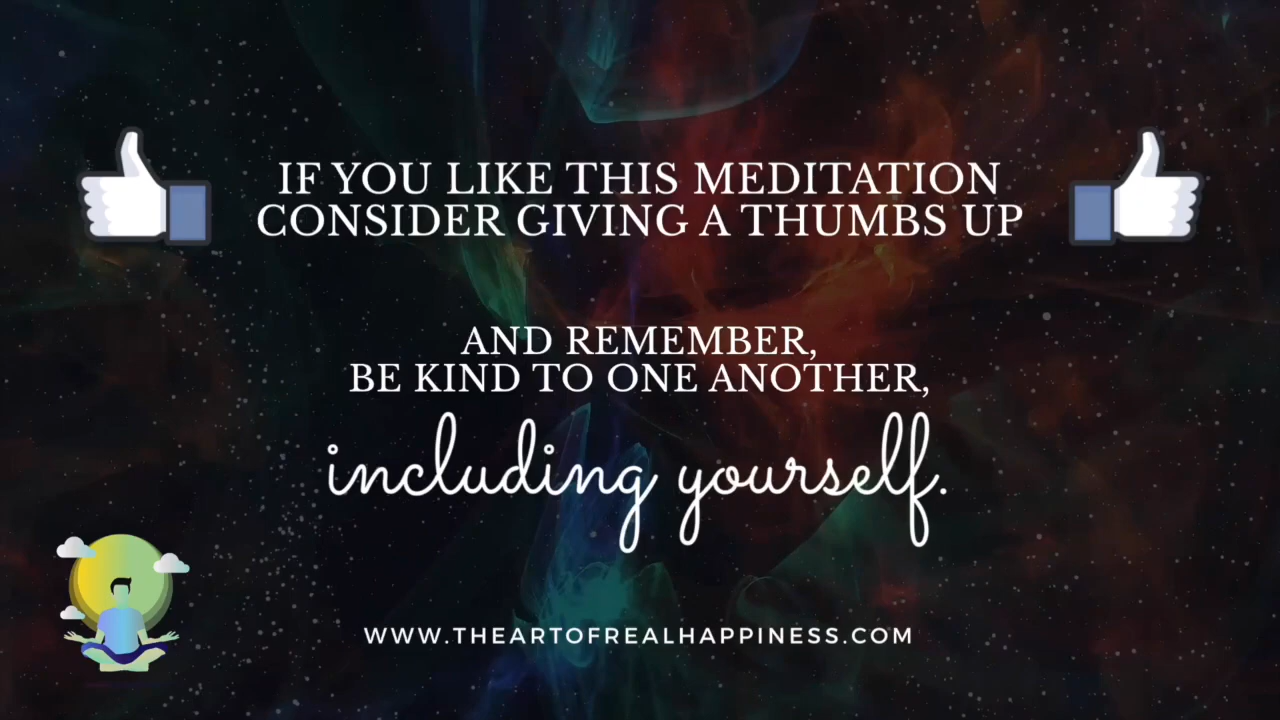 IF YOU LIKE THIS MEDITATION
CONSIDER GIVING A THUMBS UP
AND REMEMBER,
BE KIND TO ONE ANOTHER,
including yourself.
WWW.THEARTOFREALHAPPINESS.COM